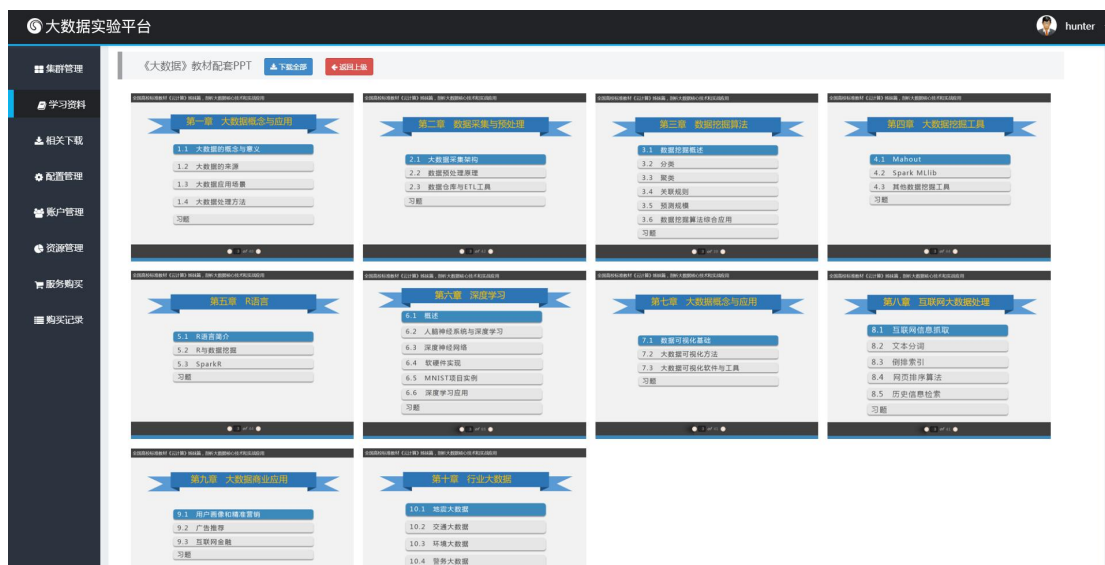 大数据实验平台
hunter
集群管理
学习资料
相关下载
配置管理
账户管理
资源管理
服务购买
购买记录
《大数据》教材配套PPT
下载全部
返回上级
第一章 大数据概念与应用
1.1 大数据的概念与意义
1.2 大数据的来源
1.3 大数据应用场景
1.4 大数据处理方法
习题
第二章 数据采集与预处理
2.1 大数据采集架构
2.2 数据预处理原理
2.3 数据仓库与ETL工具
习题
第三章 数据挖掘算法
3.1 数据挖掘概述
3.2 分类
3.3 聚类
3.4 关联规则
3.5 预测规模
3.6 数据挖掘算法综合应用
习题
第四章 大数据挖掘工具
4.1 Mahout
4.2 Spark MLlib
4.3 其他数据挖掘工具
习题
第五章 R语言
5.1 R语言简介
5.2 R与数据挖掘
5.3 SparkR
习题
第六章 深度学习
6.1 概述
6.2 人脑神经系统与深度学习
6.3 深度神经网络
6.4 软硬件实现
6.5 MNIST项目实例
6.6 深度学习应用
习题
第七章 大数据概念与应用
7.1 数据可视化基础
7.2 大数据可视化方法
7.3 大数据可视化软件与工具
习题
第八章 互联网大数据处理
8.1 互联网信息抓取
8.2 文本分词
8.3 倒排索引
8.4 网页排序算法
8.5 历史信息检索
习题
第九章 大数据商业应用
9.1 用户画像和精准营销
9.2 广告推荐
9.3 互联网金融
习题
第十章 行业大数据
10.1 地震大数据
10.2 交通大数据
10.3 环境大数据
10.4 警务大数据